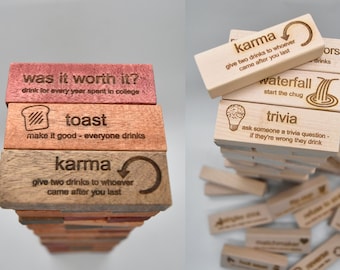 was it worth it?
drink for every year spent in college
toast
make it good - everyone drinks
karma
give two drinks to whoever
came after you last
karma
give two drinks to whoever
came after you last
waterfall
start the chug
trivia
ask someone a trivia question -
if they're wrong they drink
matchmaker